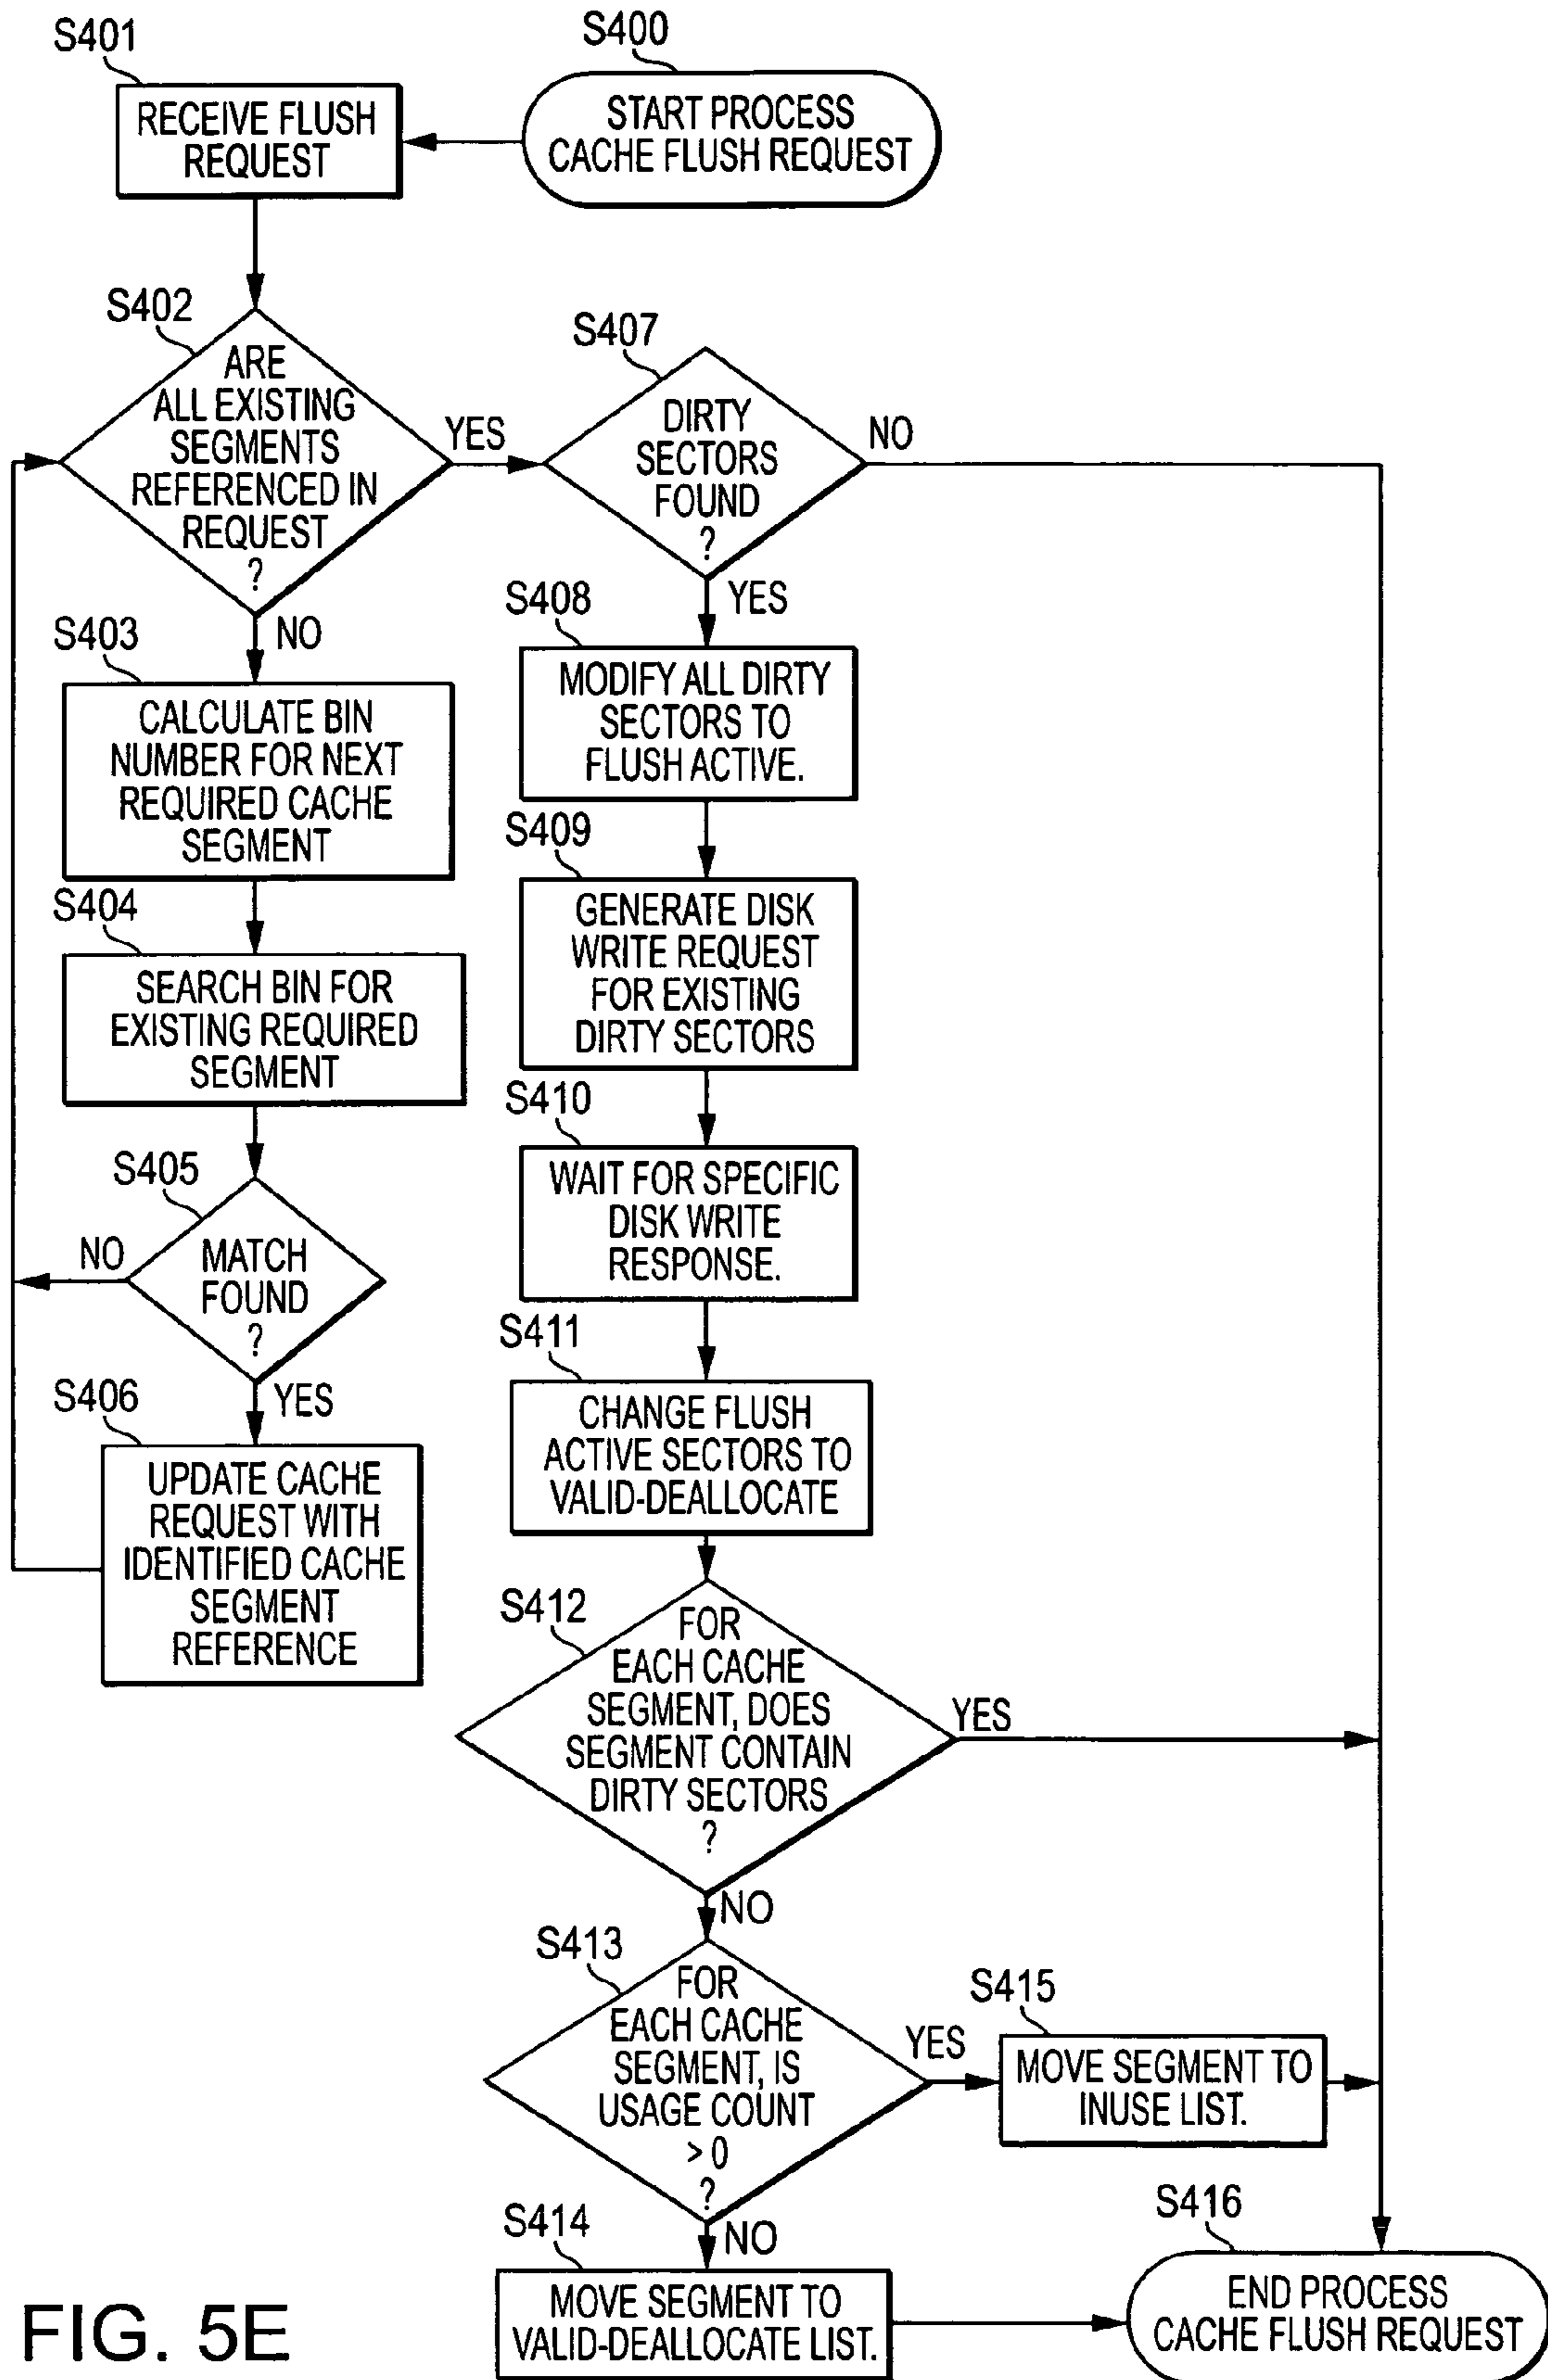 S401
RECEIVE FLUSH
REQUEST
S400
START PROCESS
CACHE FLUSH REQUEST
S402
ARE
ALL EXISTING
SEGMENTS
REFERENCED IN
REQUEST
?
YES
NO
S407
DIRTY
SECTORS
FOUND
?
NO
YES
S403
CALCULATE BIN
NUMBER FOR NEXT
REQUIRED CACHE
SEGMENT
S404
SEARCH BIN FOR
EXISTING REQUIRED
SEGMENT
S405
MATCH
FOUND
?
NO
YES
S406
UPDATE CACHE
REQUEST WITH
IDENTIFIED CACHE
SEGMENT
REFERENCE
S408
MODIFY ALL DIRTY
SECTORS TO
FLUSH ACTIVE.
S409
GENERATE DISK
WRITE REQUEST
FOR EXISTING
DIRTY SECTORS
S410
WAIT FOR SPECIFIC
DISK WRITE
RESPONSE.
S411
CHANGE FLUSH
ACTIVE SECTORS TO
VALID-DEALLOCATE
S412
FOR
EACH CACHE
SEGMENT, DOES
SEGMENT CONTAIN
DIRTY SECTORS
?
YES
NO
S413
FOR
EACH CACHE
SEGMENT, IS
USAGE COUNT
> 0
?
YES
NO
S415
MOVE SEGMENT TO
INUSE LIST.
S414
MOVE SEGMENT TO
VALID-DEALLOCATE LIST.
S416
END PROCESS
CACHE FLUSH REQUEST
FIG. 5E